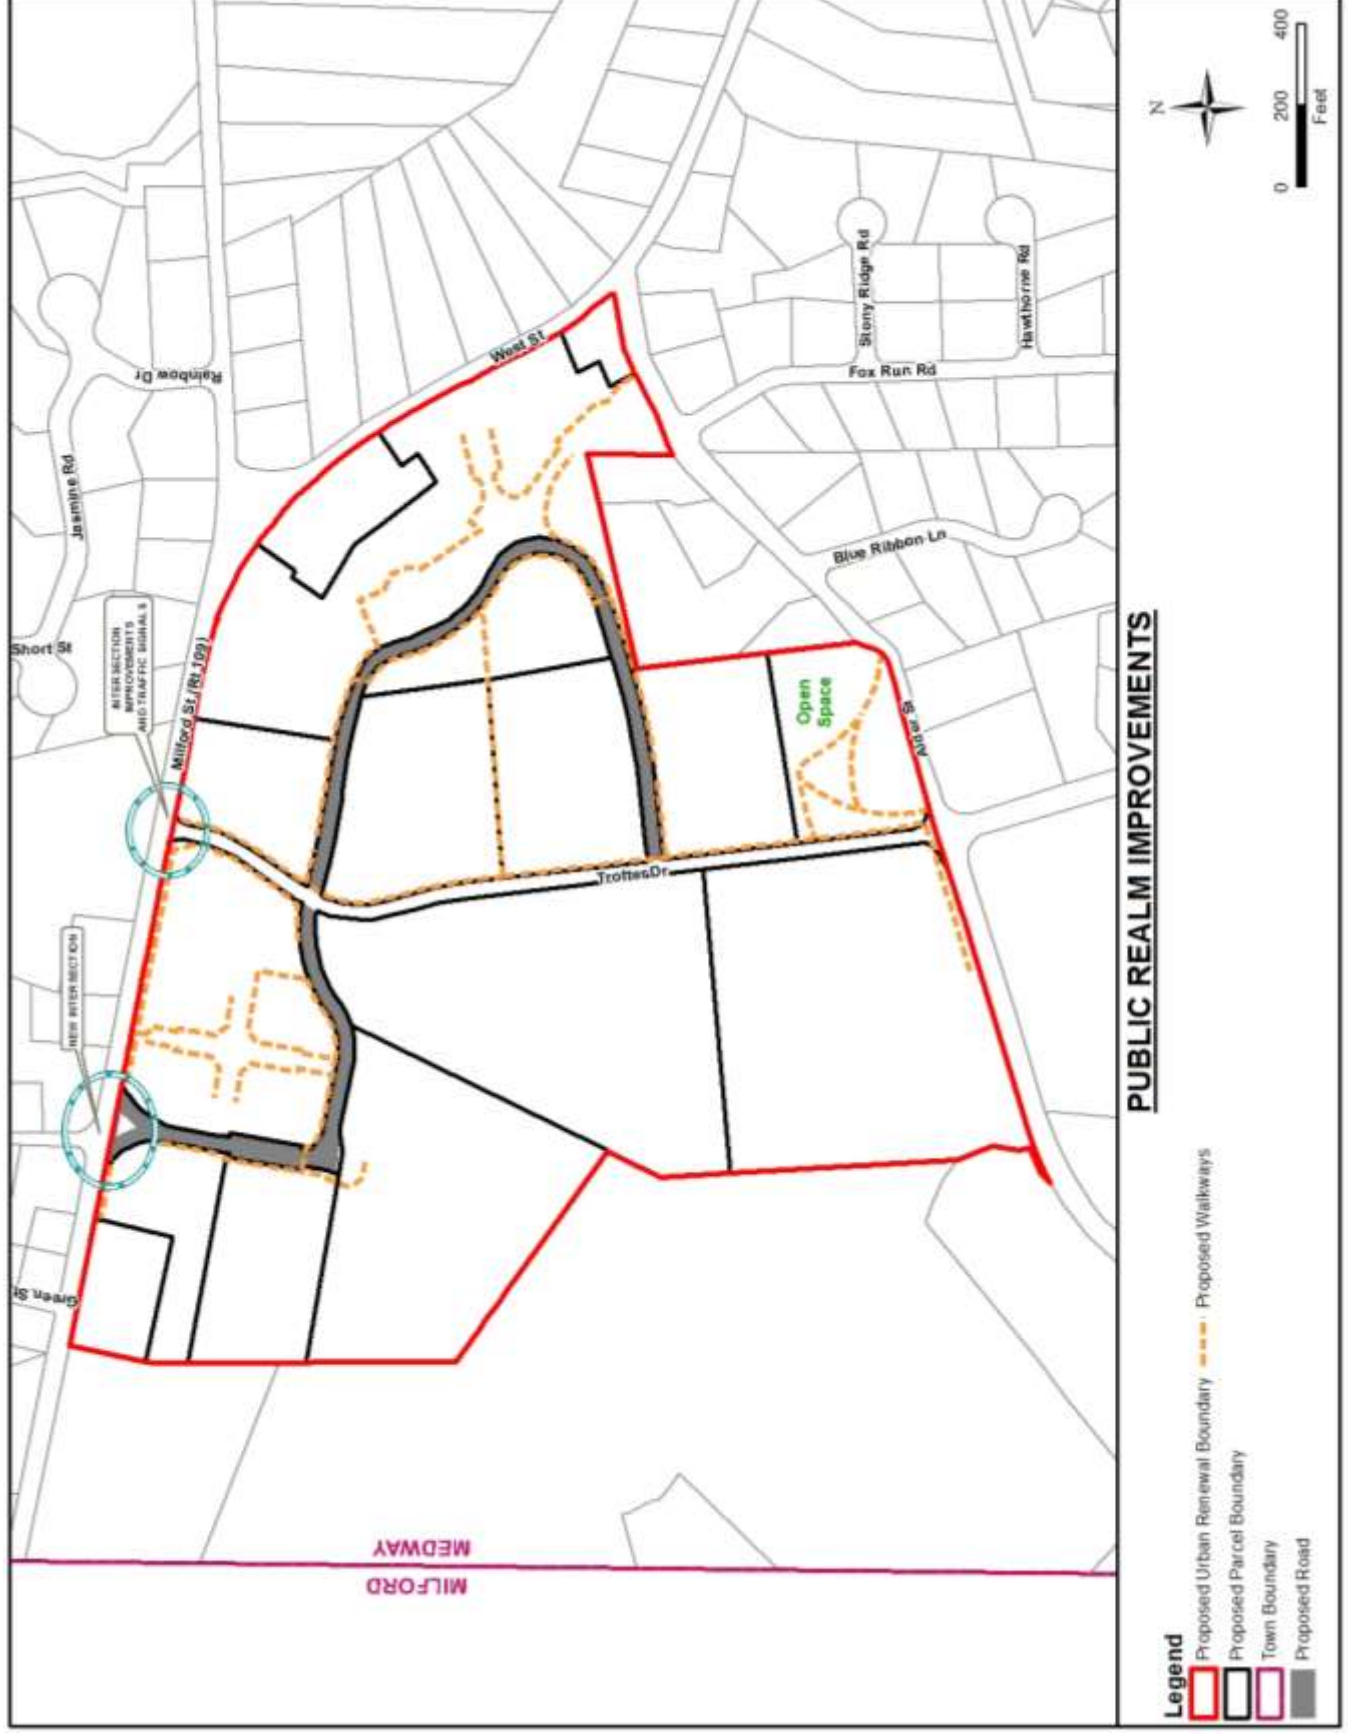 Short St
Jasmine Rd
Rainbow Dr
INTERSECTION
IMPROVEMENTS
AND TRAFFIC SIGNALS
NEW INTERSECTION
Green St
Milford St (Rt 109)
West St
Stony Ridge Rd
Hawthorne Rd
Fox Run Rd
Blue Ribbon Ln
Alder St
Open
Space
Trotter Dr
MEDWAY
MILFORD
PUBLIC REALM IMPROVEMENTS
Legend
Proposed Urban Renewal Boundary
Proposed Walkways
Proposed Parcel Boundary
Town Boundary
Proposed Road
N
0 200 400
Feet